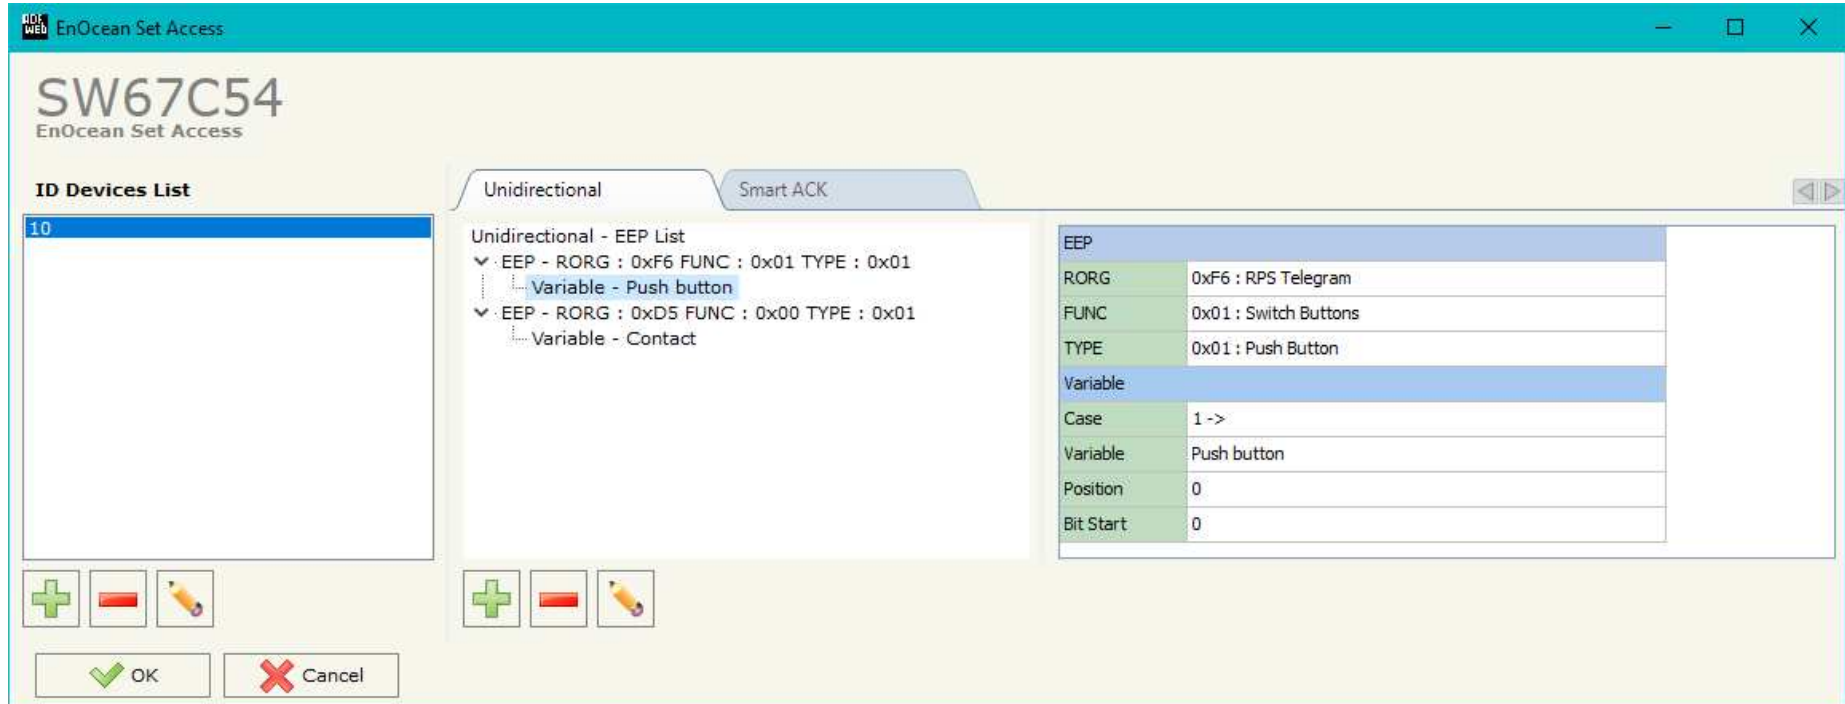 ADF
WEB EnOcean Set Access
SW67C54
EnOcean Set Access
ID Devices List
10
Unidirectional
Smart ACK
Unidirectional - EEP List
EEP - RORG : 0xF6 FUNC : 0x01 TYPE : 0x01
Variable - Push button
EEP - RORG : 0xD5 FUNC : 0x00 TYPE : 0x01
Variable - Contact
EEP
RORG 0xF6 : RPS Telegram
FUNC 0x01 : Switch Buttons
TYPE 0x01 : Push Button
Variable
Case 1 ->
Variable Push button
Position 0
Bit Start 0
OK
Cancel